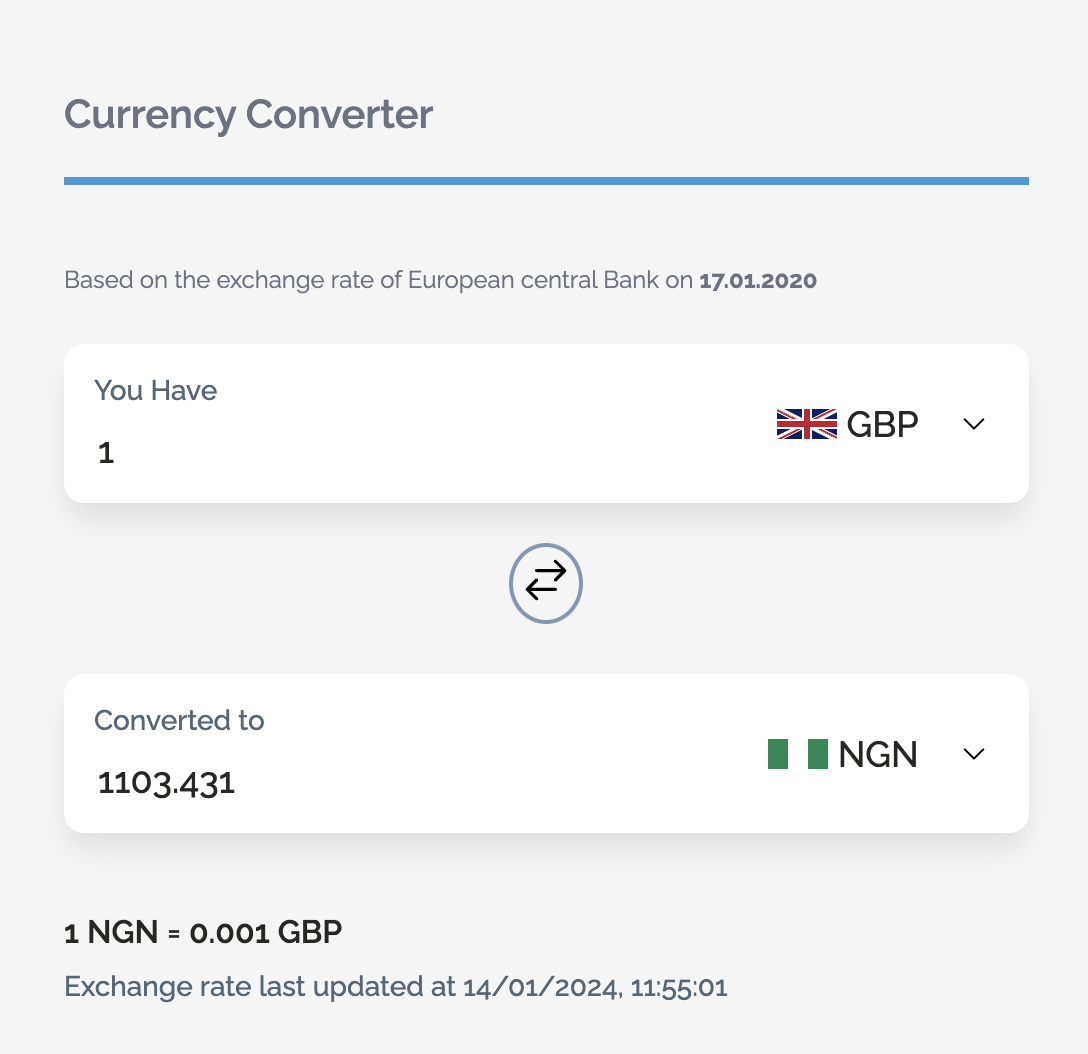 Currency Converter
Based on the exchange rate of European central Bank on 17.01.2020
You Have
1
GBP
Converted to
1103.431
NGN
1 NGN = 0.001 GBP
Exchange rate last updated at 14/01/2024, 11:55:01